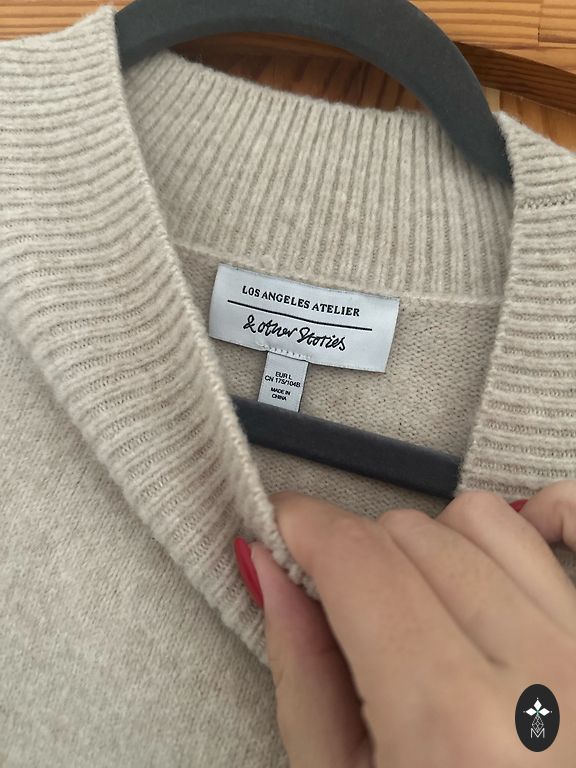 LOS ANGELES ATELIER
& other Stories
EUR L
CN 175/104B
MADE IN
CHINA
M